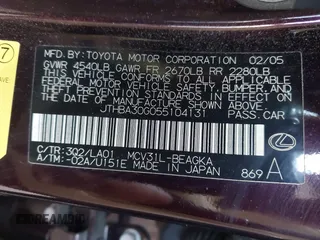 7
MFD. BY: TOYOTA MOTOR CORPORATION 02/05
GVWR 4540LB GAWR FR 2670LB RR 2280LB
THIS VEHICLE CONFORMS TO ALL APPLICABLE
FEDERAL MOTOR VEHICLE SAFETY, BUMPER, AND
THEFT PREVENTION STANDARDS IN EFFECT ON
THE DATE OF MANUFACTURE SHOWN ABOVE.
PASS. CAR
C/TR: 3Q2/LA01 MCV31L-BEAGKA
A/TM: -02A/U151E MADE IN JAPAN
869 A